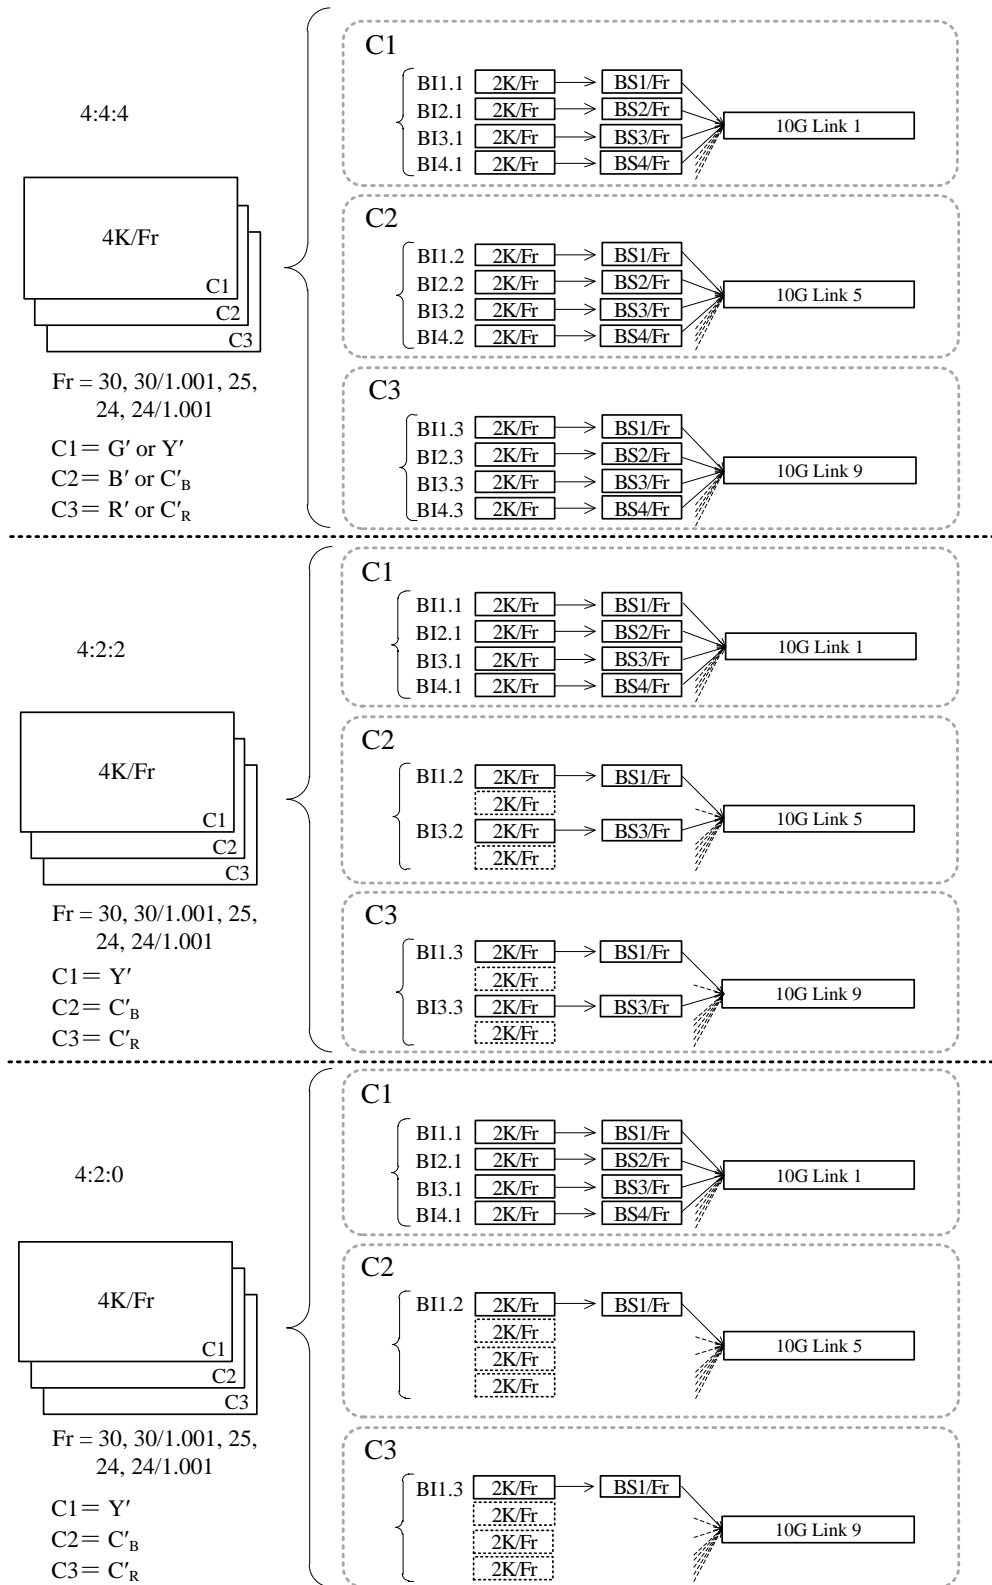 4:4:4
4K/Fr
C1
C2
C3
Fr = 30, 30/1.001, 25,
24, 24/1.001
C1= G′ or Y′
C2= B′ or C′B
C3= R′ or C′R
C1
BI1.1 2K/Fr BS1/Fr
BI2.1 2K/Fr BS2/Fr
BI3.1 2K/Fr BS3/Fr
BI4.1 2K/Fr BS4/Fr
10G Link 1
C2
BI1.2 2K/Fr BS1/Fr
BI2.2 2K/Fr BS2/Fr
BI3.2 2K/Fr BS3/Fr
BI4.2 2K/Fr BS4/Fr
10G Link 5
C3
BI1.3 2K/Fr BS1/Fr
BI2.3 2K/Fr BS2/Fr
BI3.3 2K/Fr BS3/Fr
BI4.3 2K/Fr BS4/Fr
10G Link 9
4:2:2
4K/Fr
C1
C2
C3
Fr = 30, 30/1.001, 25,
24, 24/1.001
C1= Y′
C2= C′B
C3= C′R
C1
BI1.1 2K/Fr BS1/Fr
BI2.1 2K/Fr BS2/Fr
BI3.1 2K/Fr BS3/Fr
BI4.1 2K/Fr BS4/Fr
10G Link 1
C2
BI1.2 2K/Fr BS1/Fr
2K/Fr
BI3.2 2K/Fr BS3/Fr
2K/Fr
10G Link 5
C3
BI1.3 2K/Fr BS1/Fr
2K/Fr
BI3.3 2K/Fr BS3/Fr
2K/Fr
10G Link 9
4:2:0
4K/Fr
C1
C2
C3
Fr = 30, 30/1.001, 25,
24, 24/1.001
C1= Y′
C2= C′B
C3= C′R
C1
BI1.1 2K/Fr BS1/Fr
BI2.1 2K/Fr BS2/Fr
BI3.1 2K/Fr BS3/Fr
BI4.1 2K/Fr BS4/Fr
10G Link 1
C2
BI1.2 2K/Fr BS1/Fr
2K/Fr
2K/Fr
2K/Fr
10G Link 5
C3
BI1.3 2K/Fr BS1/Fr
2K/Fr
2K/Fr
2K/Fr
10G Link 9